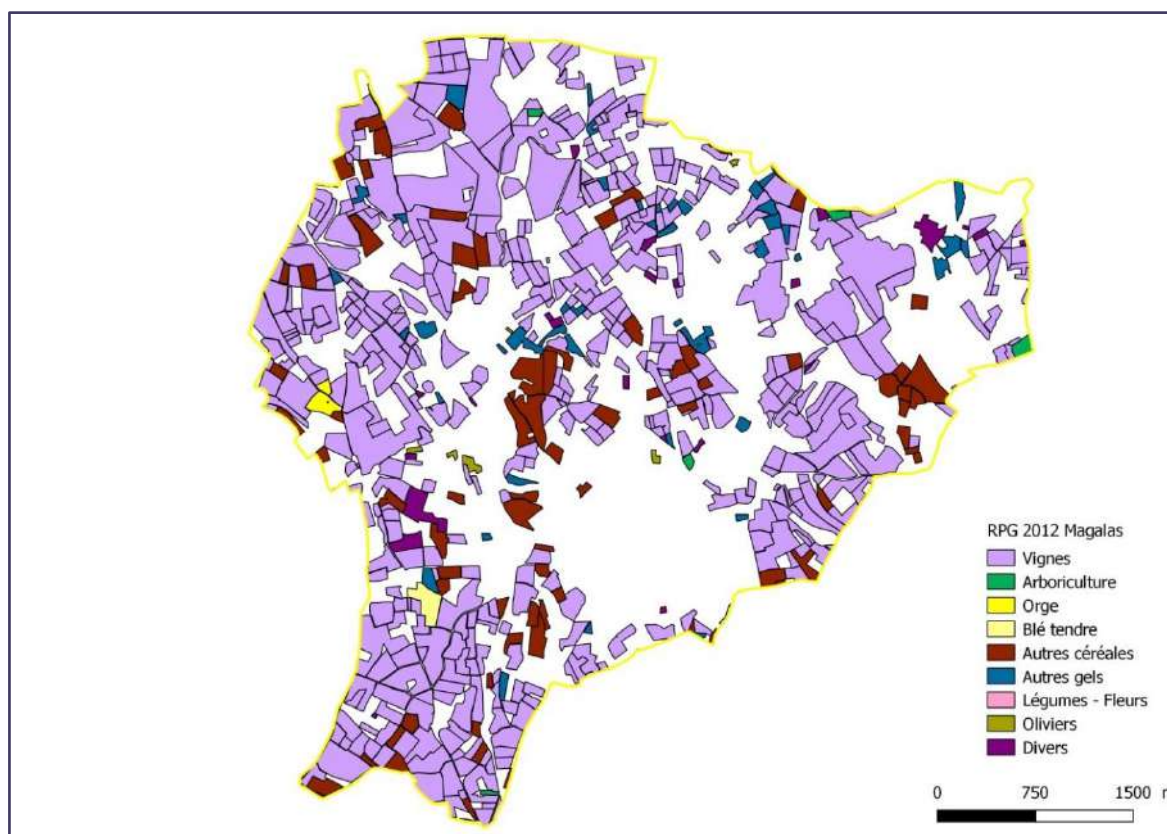 RPG 2012 Magalas
Vignes
Arboriculture
Orge
Blé tendre
Autres céréales
Autres gels
Légumes - Fleurs
Oliviers
Divers
0 750 1500 m